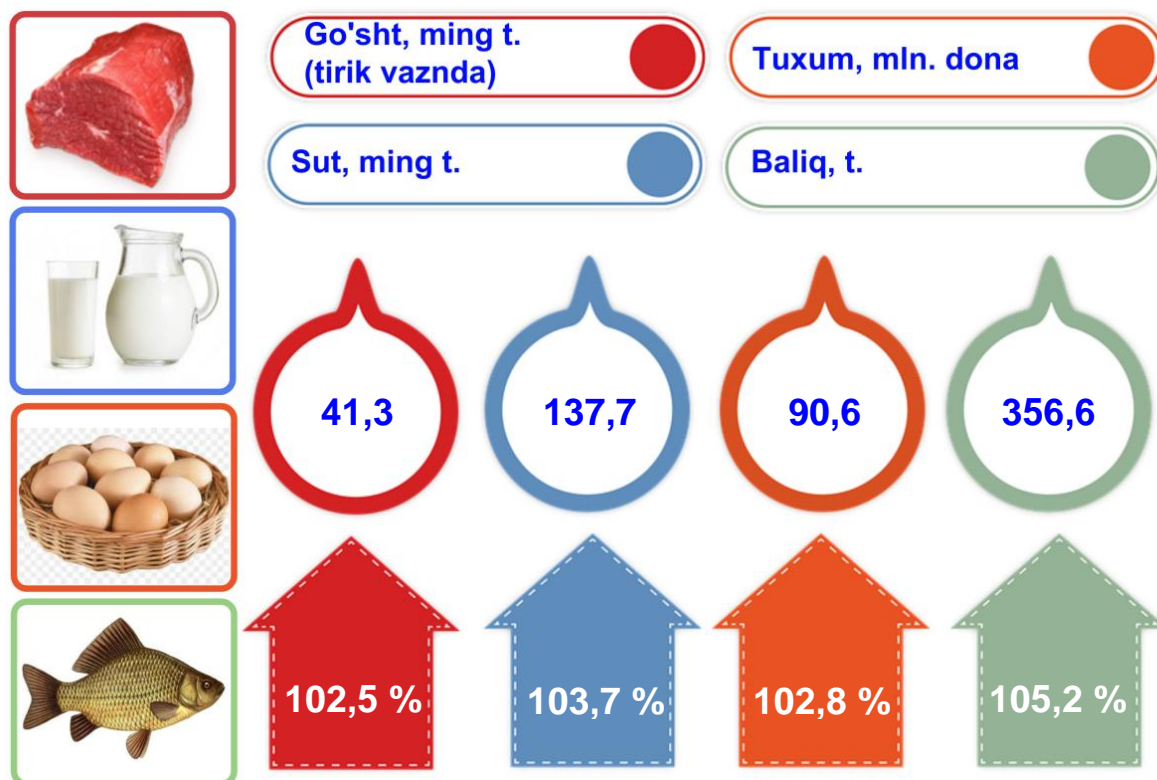 Go'sht, ming t.
(tirik vaznda)
Tuxum, mln. dona
Sut, ming t.
Baliq, t.
41,3
137,7
90,6
356,6
102,5 %
103,7 %
102,8 %
105,2 %